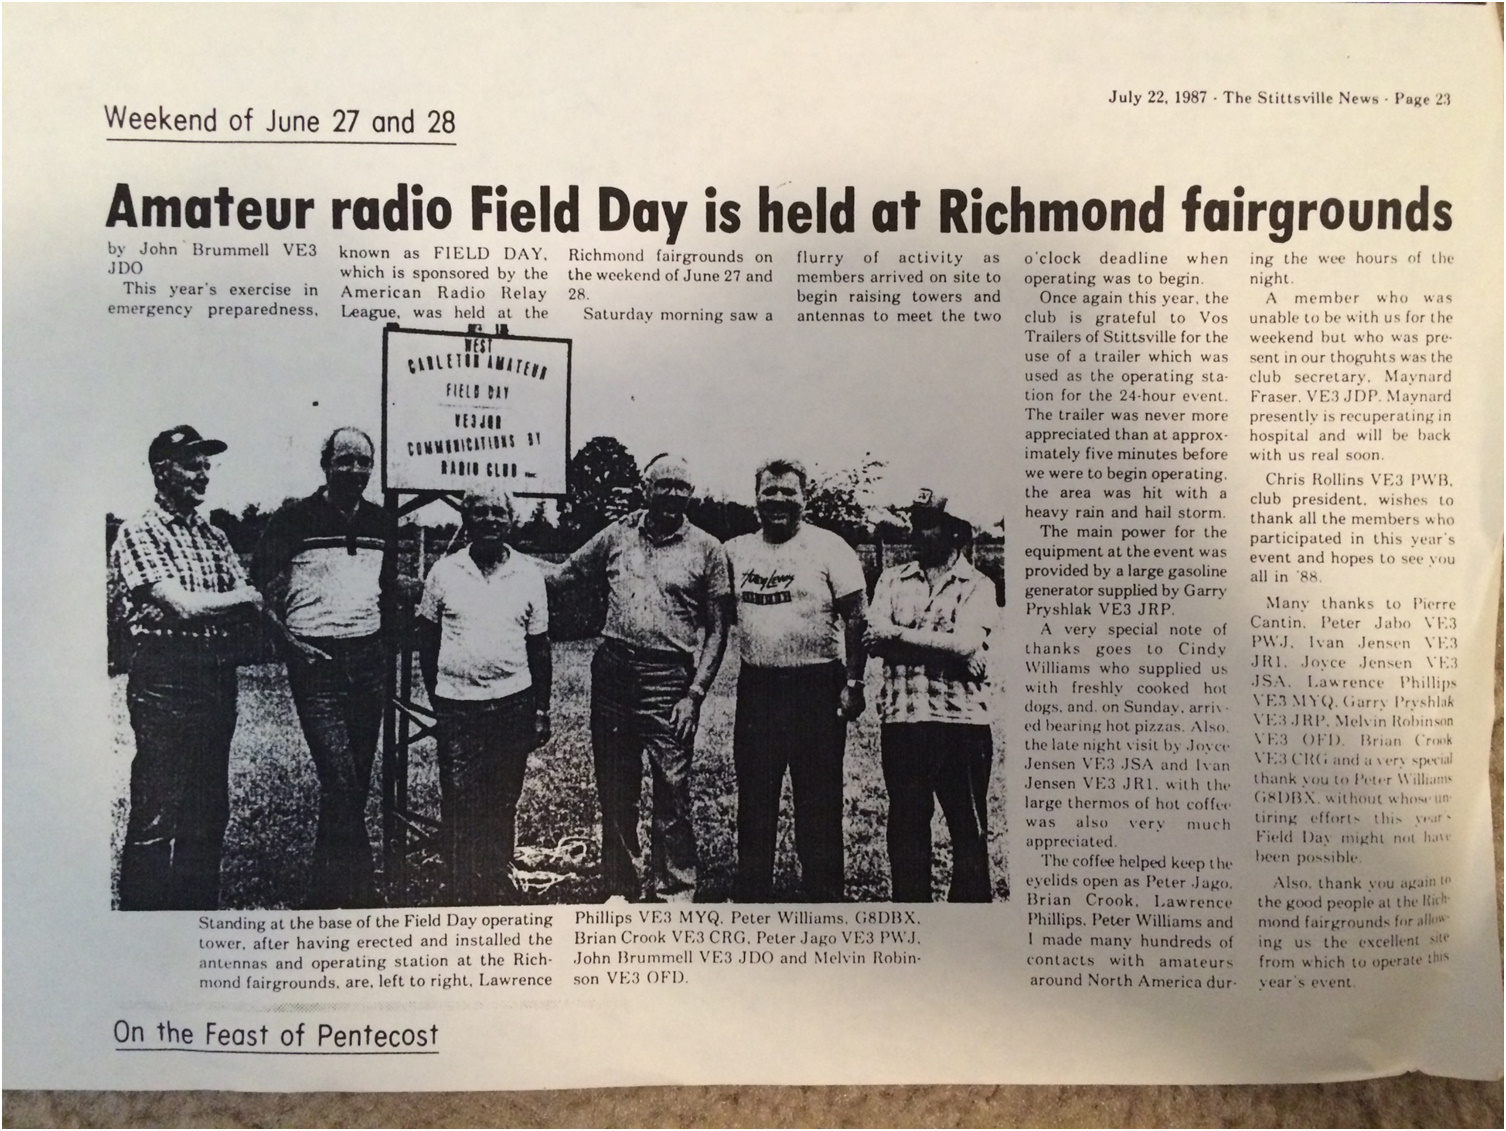 July 22, 1987 - The Stittsville News - Page 23
Weekend of June 27 and 28
Amateur radio Field Day is held at Richmond fairgrounds
by John Brummell VE3
JDO
This year's exercise in
emergency preparedness,
known as FIELD DAY,
which is sponsored by the
American Radio Relay
League, was held at the
Richmond fairgrounds on
the weekend of June 27 and
28.
Saturday morning saw a
flurry of activity as
members arrived on site to
begin raising towers and
antennas to meet the two
o'clock deadline when
operating was to begin.
Once again this year, the
club is grateful to Vos
Trailers of Stittsville for the
use of a trailer which was
used as the operating sta-
tion for the 24-hour event.
The trailer was never more
appreciated than at approx-
imately five minutes before
we were to begin operating,
the area was hit with a
heavy rain and hail storm.
The main power for the
equipment at the event was
provided by a large gasoline
generator supplied by Garry
Pryshlak VE3 JRP.
A very special note of
thanks goes to Cindy
Williams who supplied us
with freshly cooked hot
dogs, and, on Sunday, arriv-
ed bearing hot pizzas. Also,
the late night visit by Joyce
Jensen VE3 JSA and Ivan
Jensen VE3 JR1, with the
large thermos of hot coffee
was also very much
appreciated.
The coffee helped keep the
eyelids open as Peter Jago,
Brian Crook, Lawrence
Phillips, Peter Williams and
I made many hundreds of
contacts with amateurs
around North America dur-
ing the wee hours of the
night.
A member who was
unable to be with us for the
weekend but who was pre-
sent in our thoguhts was the
club secretary, Maynard
Fraser, VE3 JDP. Maynard
presently is recuperating in
hospital and will be back
with us real soon.
Chris Rollins VE3 PWB,
club president, wishes to
thank all the members who
participated in this year's
event and hopes to see you
all in '88.
Many thanks to Pierre
Cantin, Peter Jabo VE3
PWJ, Ivan Jensen VE3
JR1, Joyce Jensen VE3
JSA, Lawrence Phillips
VE3 MYQ, Garry Pryshlak
VE3 JRP, Melvin Robinson
VE3 OFD, Brian Crook
VE3 CRG and a very special
thank you to Peter Williams
G8DBX, without whose un-
tiring efforts this year's
Field Day might not have
been possible.
Also, thank you again to
the good people at the Rich-
mond fairgrounds for allow-
ing us the excellent site
from which to operate this
year's event.
WEST
CARLETON AMATEUR
FIELD DAY
VE3JOR
COMMUNICATIONS BY
RADIO CLUB INC.
Standing at the base of the Field Day operating
tower, after having erected and installed the
antennas and operating station at the Rich-
mond fairgrounds, are, left to right, Lawrence
Phillips VE3 MYQ, Peter Williams, G8DBX,
Brian Crook VE3 CRG, Peter Jago VE3 PWJ,
John Brummell VE3 JDO and Melvin Robin-
son VE3 OFD.
On the Feast of Pentecost